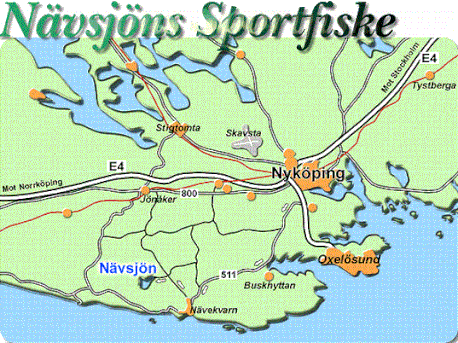 Nävsjöns Sportfiske
E4
Mot Stockholm
Tystberga
Stigtomta
Skavsta
E4
Nyköping
Mot Norrköping
Jönåker
800
Nävsjön
511
Oxelösund
Buskhyttan
Nävekvarn